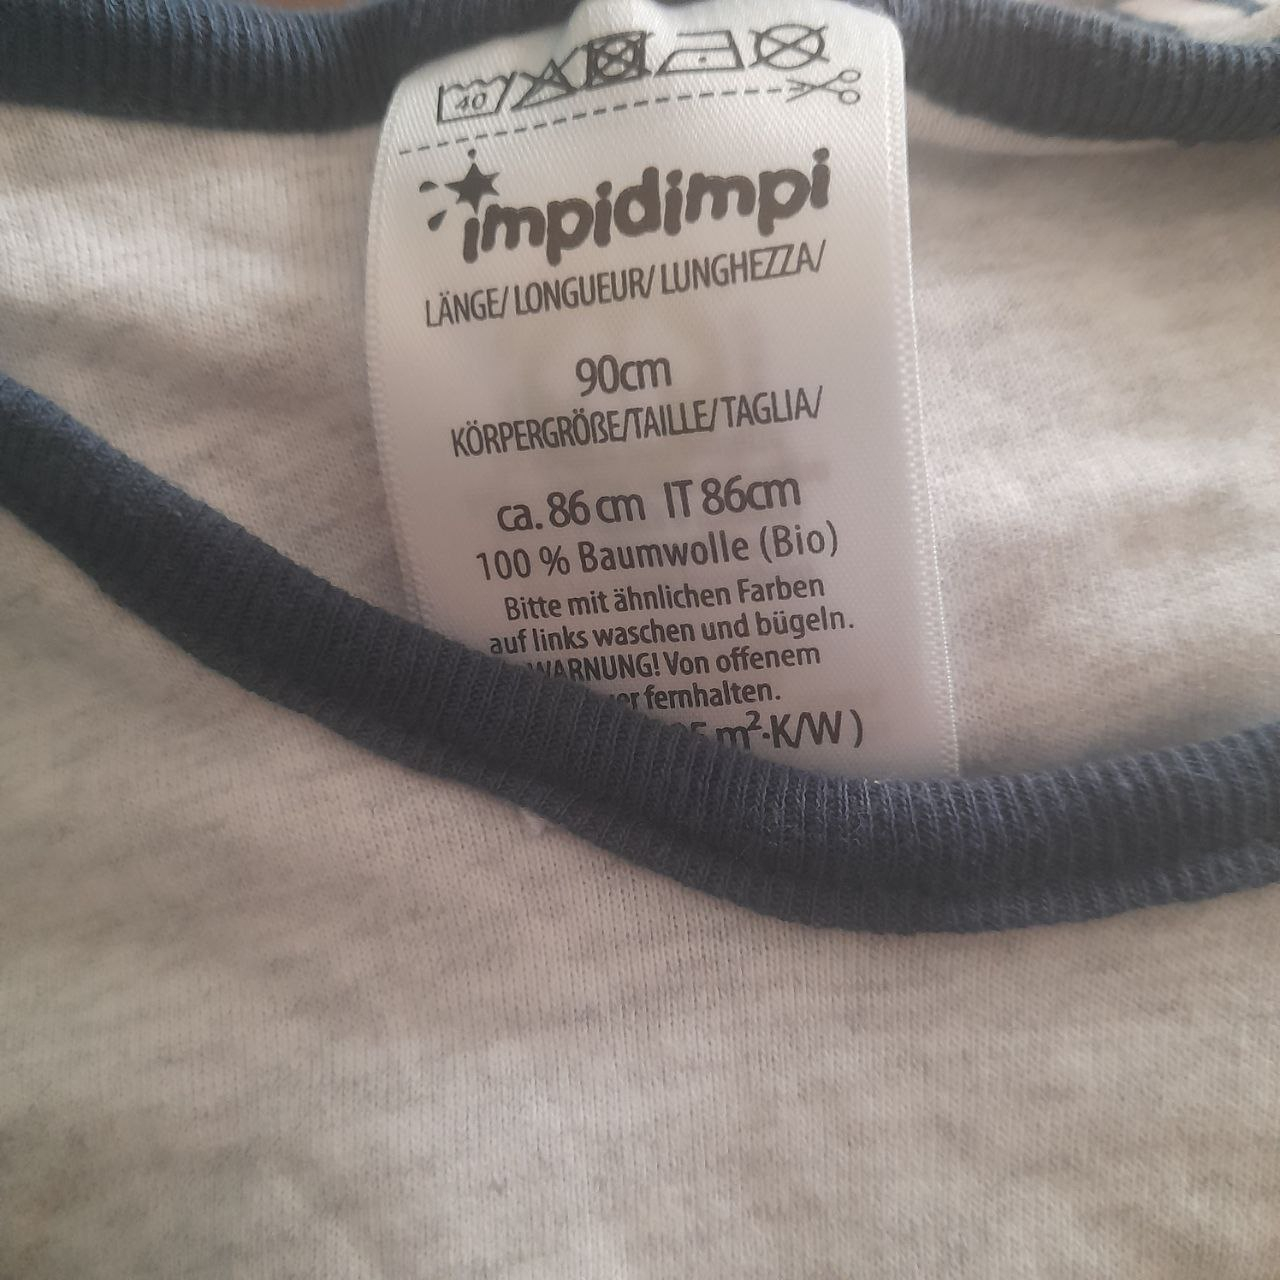 40
impidimpi
LÄNGE/ LONGUEUR/ LUNGHEZZA/
90cm
KÖRPERGRÖßE/TAILLE/ TAGLIA/
ca. 86 cm IT 86cm
100 % Baumwolle (Bio)
Bitte mit ähnlichen Farben
auf links waschen und bügeln.
WARNUNG! Von offenem
fernhalten.
m²·K/W )